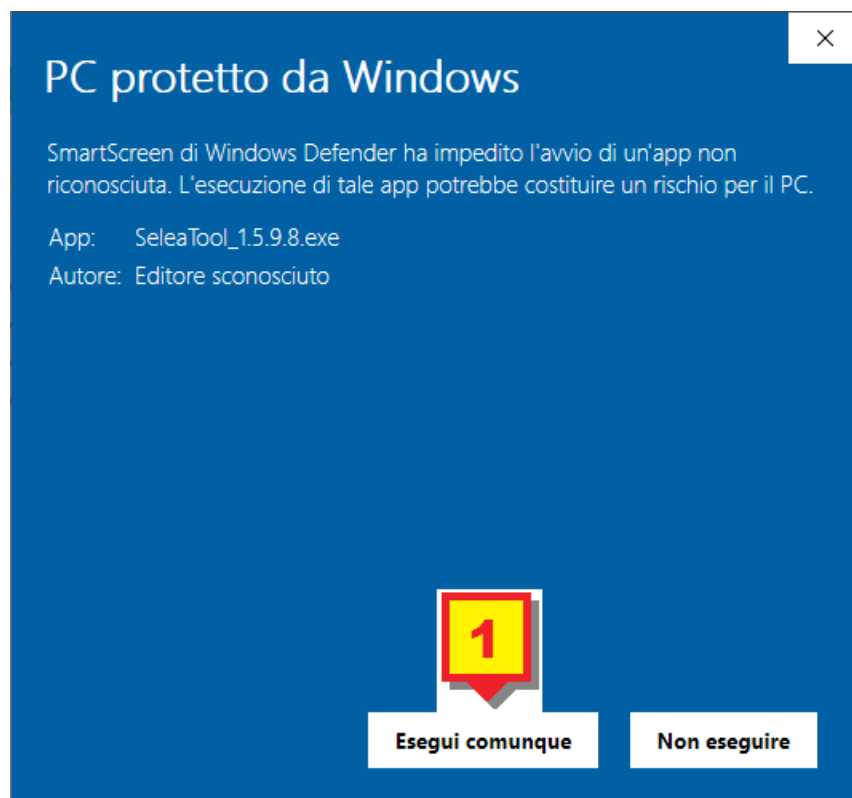 PC protetto da Windows
SmartScreen di Windows Defender ha impedito l'avvio di un'app non
riconosciuta. L'esecuzione di tale app potrebbe costituire un rischio per il PC.
App: SeleaTool_1.5.9.8.exe
Autore: Editore sconosciuto
1
Esegui comunque Non eseguire